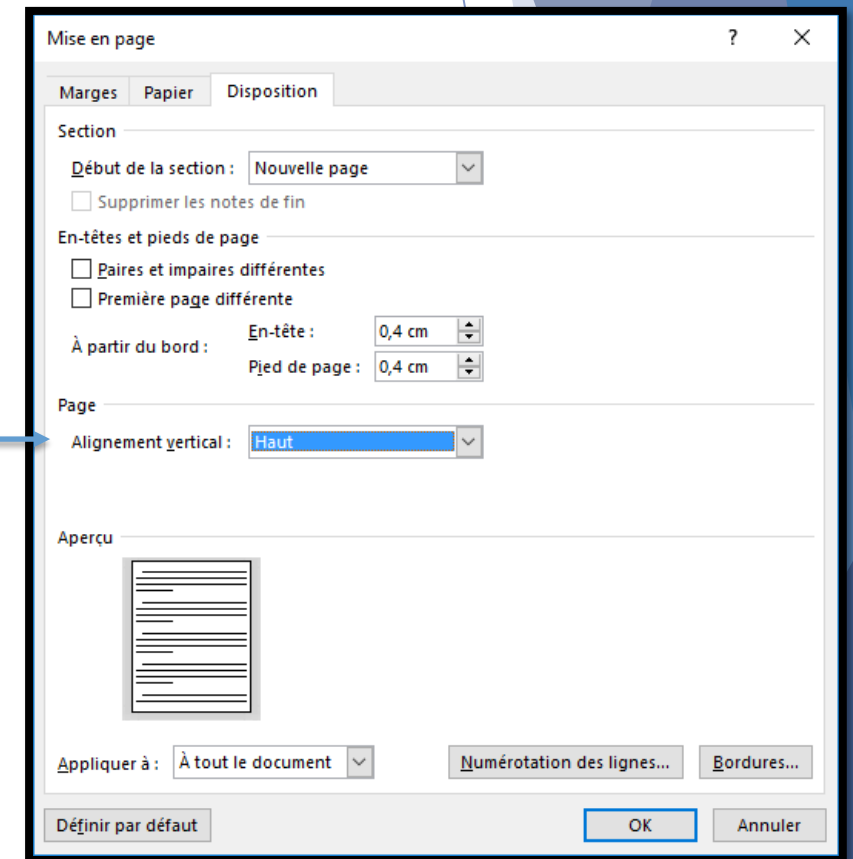 Mise en page ?
Marges Papier Disposition
Section
Début de la section : Nouvelle page
Supprimer les notes de fin
En-têtes et pieds de page
Paires et impaires différentes
Première page différente
À partir du bord :
En-tête : 0,4 cm
Pied de page : 0,4 cm
Page
Alignement vertical : Haut
Aperçu
Appliquer à : À tout le document Numérotation des lignes... Bordures...
Définir par défaut OK Annuler